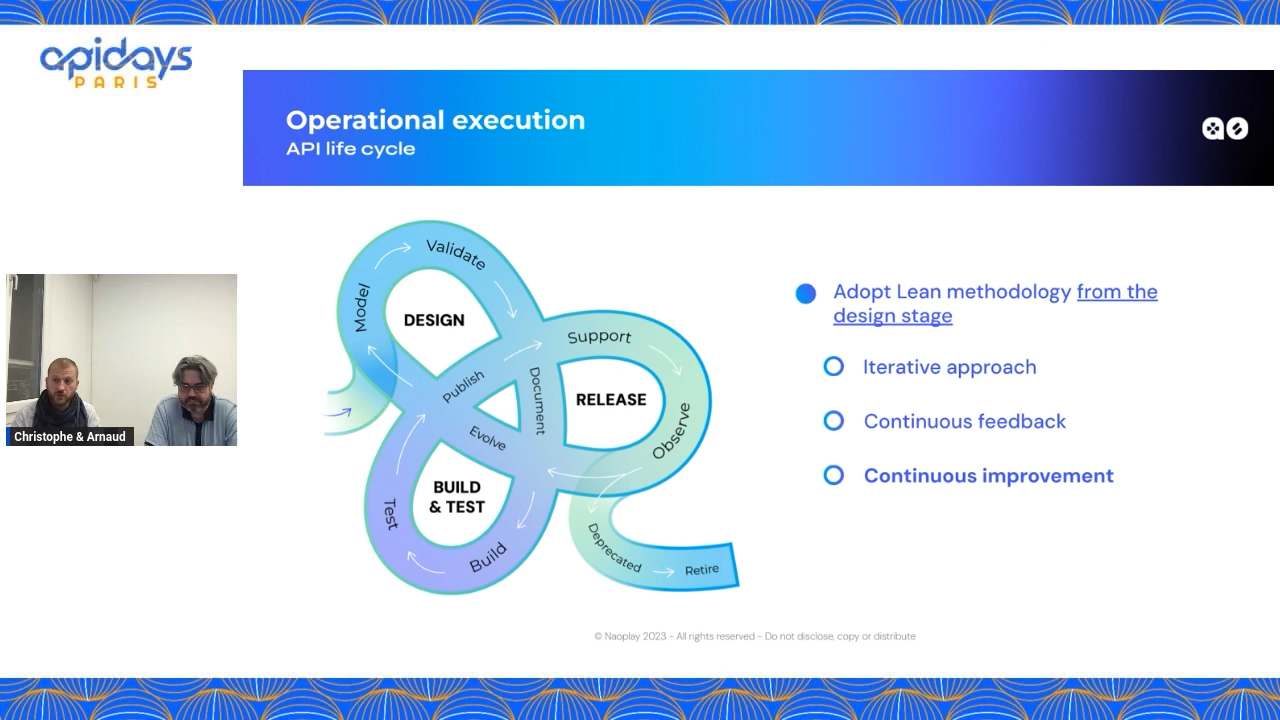 apidays
PARIS
Operational execution
API life cycle
Validate
Model
DESIGN
Support
Publish
Document
RELEASE
Observe
Evolve
BUILD
& TEST
Test
Build
Deprecated
Retire
Adopt Lean methodology from the
design stage
Iterative approach
Continuous feedback
Continuous improvement
Christophe & Arnaud
© Naoplay 2023 - All rights reserved - Do not disclose, copy or distribute